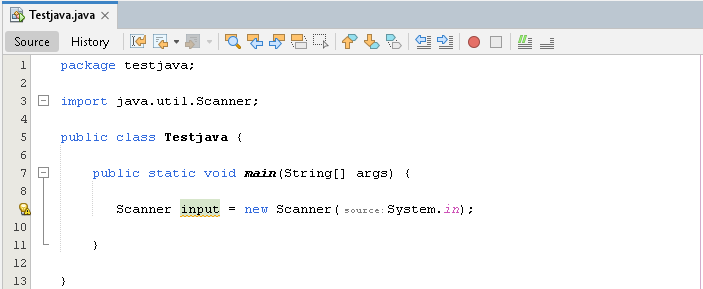 Testjava.java
Source History
1 package testjava;
2
3 import java.util.Scanner;
4
5 public class Testjava {
6
7 public static void main(String[] args) {
8
Scanner input = new Scanner( source: System.in);
10
11 }
12
13 }